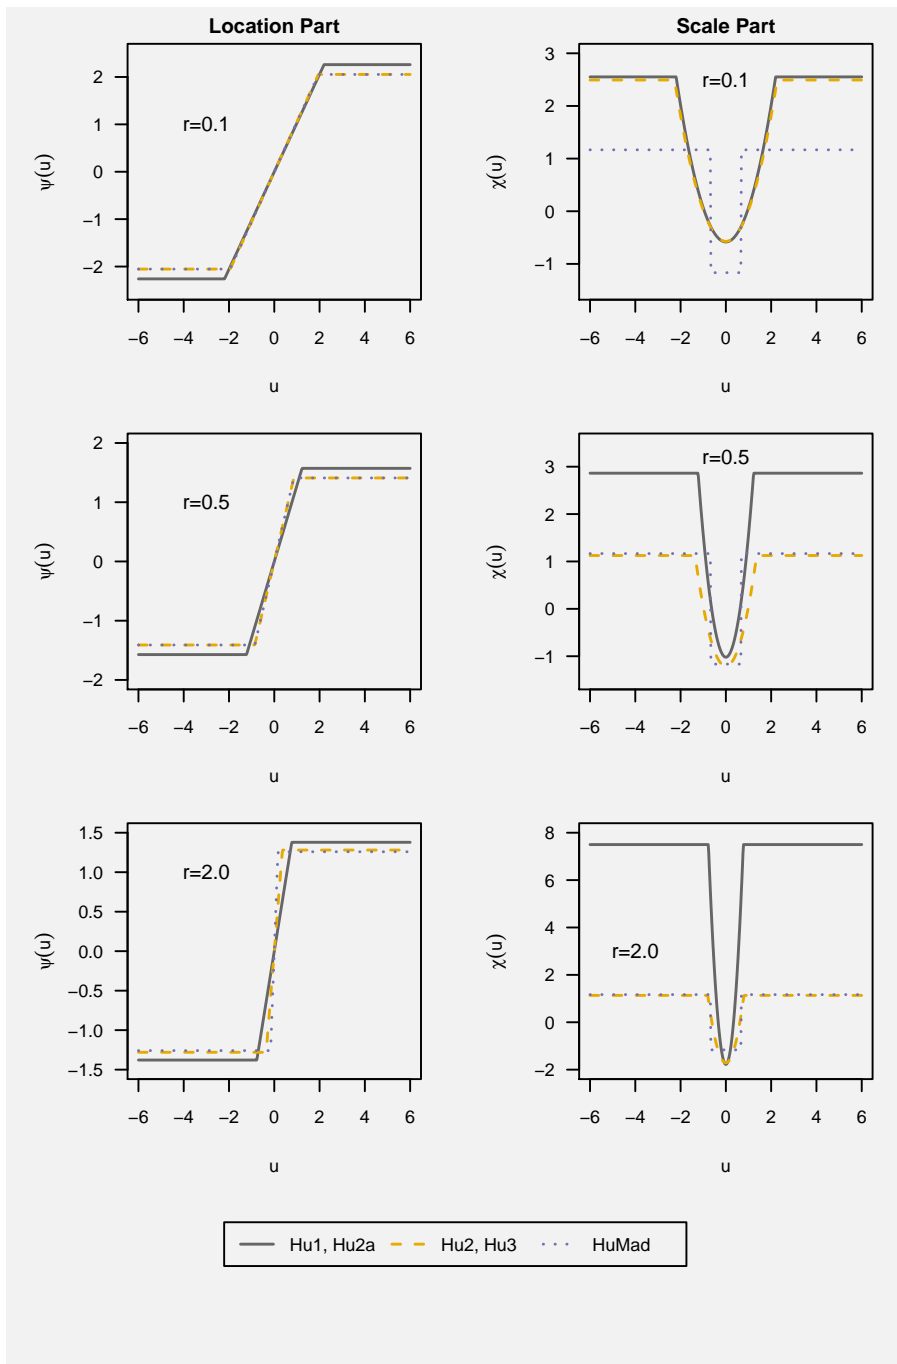 Location Part
2
1
0
−1
−2
ψ(u)
r=0.1
−6 −4 −2 0 2 4 6
u
Scale Part
3
2
1
0
−1
χ(u)
r=0.1
−6 −4 −2 0 2 4 6
u
2
1
0
−1
−2
ψ(u)
r=0.5
−6 −4 −2 0 2 4 6
u
3
2
1
0
−1
χ(u)
r=0.5
−6 −4 −2 0 2 4 6
u
1.5
1.0
0.5
0.0
−0.5
−1.0
−1.5
ψ(u)
r=2.0
−6 −4 −2 0 2 4 6
u
8
6
4
2
0
−2
χ(u)
r=2.0
−6 −4 −2 0 2 4 6
u
Hu1, Hu2a Hu2, Hu3 HuMad